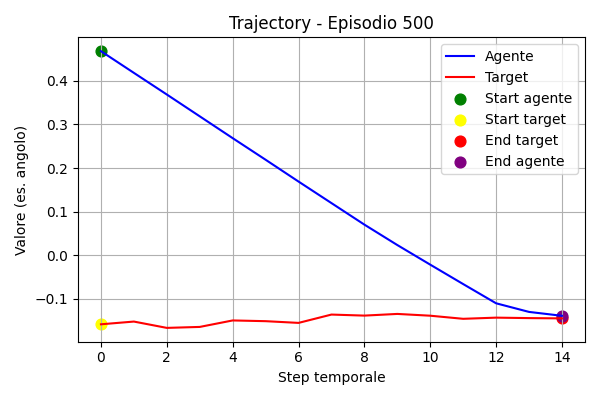 Trajectory - Episodio 500
Agente
Target
Start agente
Start target
End target
End agente
Valore (es. angolo)
0.4
0.3
0.2
0.1
0.0
−0.1
0
2
4
6
8
10
12
14
Step temporale